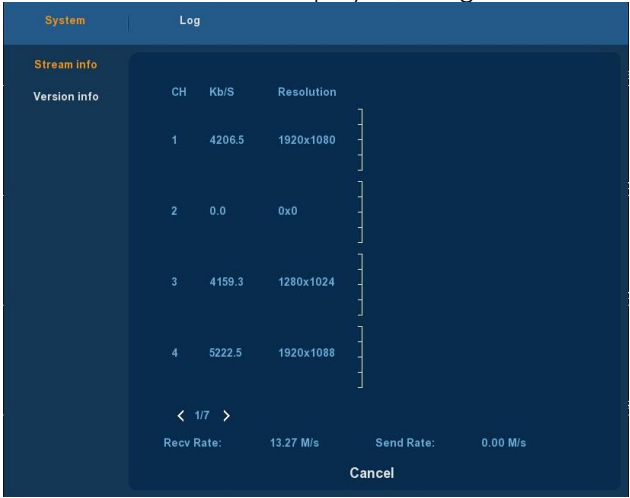 System Log
Stream info
Version info
CH Kb/S Resolution
1 4206.5 1920x1080
2 0.0 0x0
3 4159.3 1280x1024
4 5222.5 1920x1088
< 1/7 >
Recv Rate: 13.27 M/s Send Rate: 0.00 M/s
Cancel